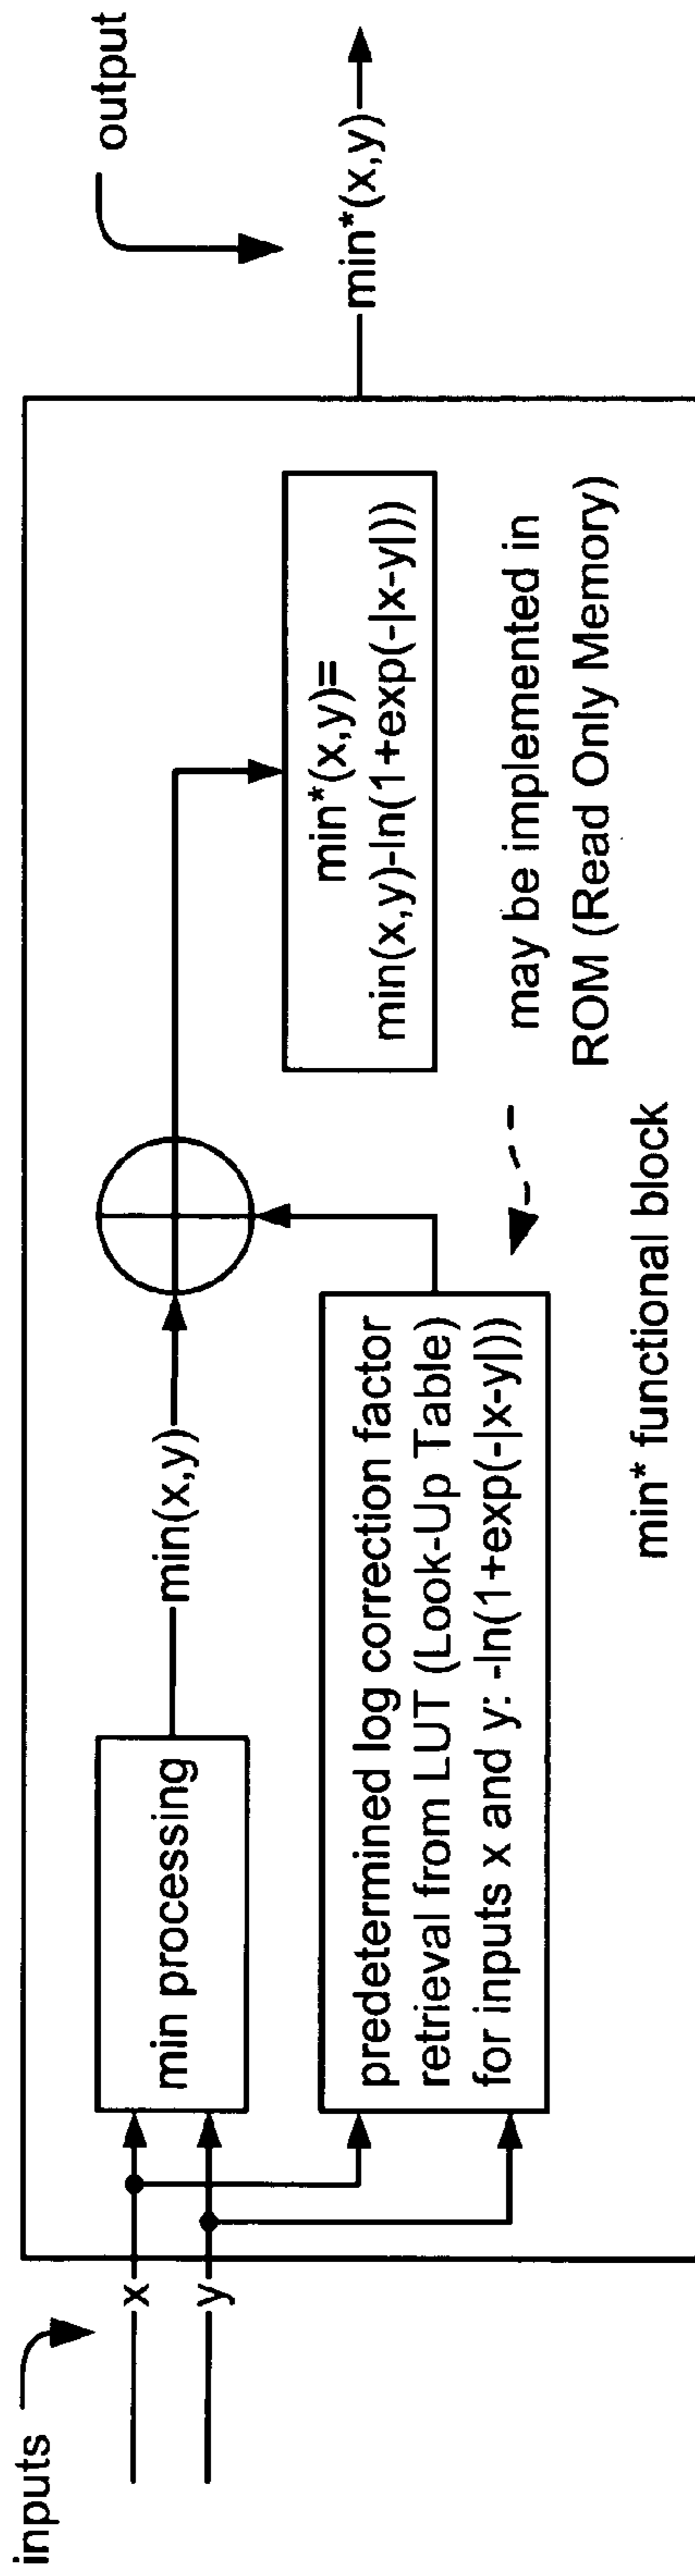 inputs
x
y
min processing
min(x,y)
predetermined log correction factor
retrieval from LUT (Look-Up Table)
for inputs x and y: -ln(1+exp(-|x-y|))
min*(x,y)=
min(x,y)-ln(1+exp(-|x-y|))
may be implemented in
ROM (Read Only Memory)
min* functional block
output
min*(x,y)